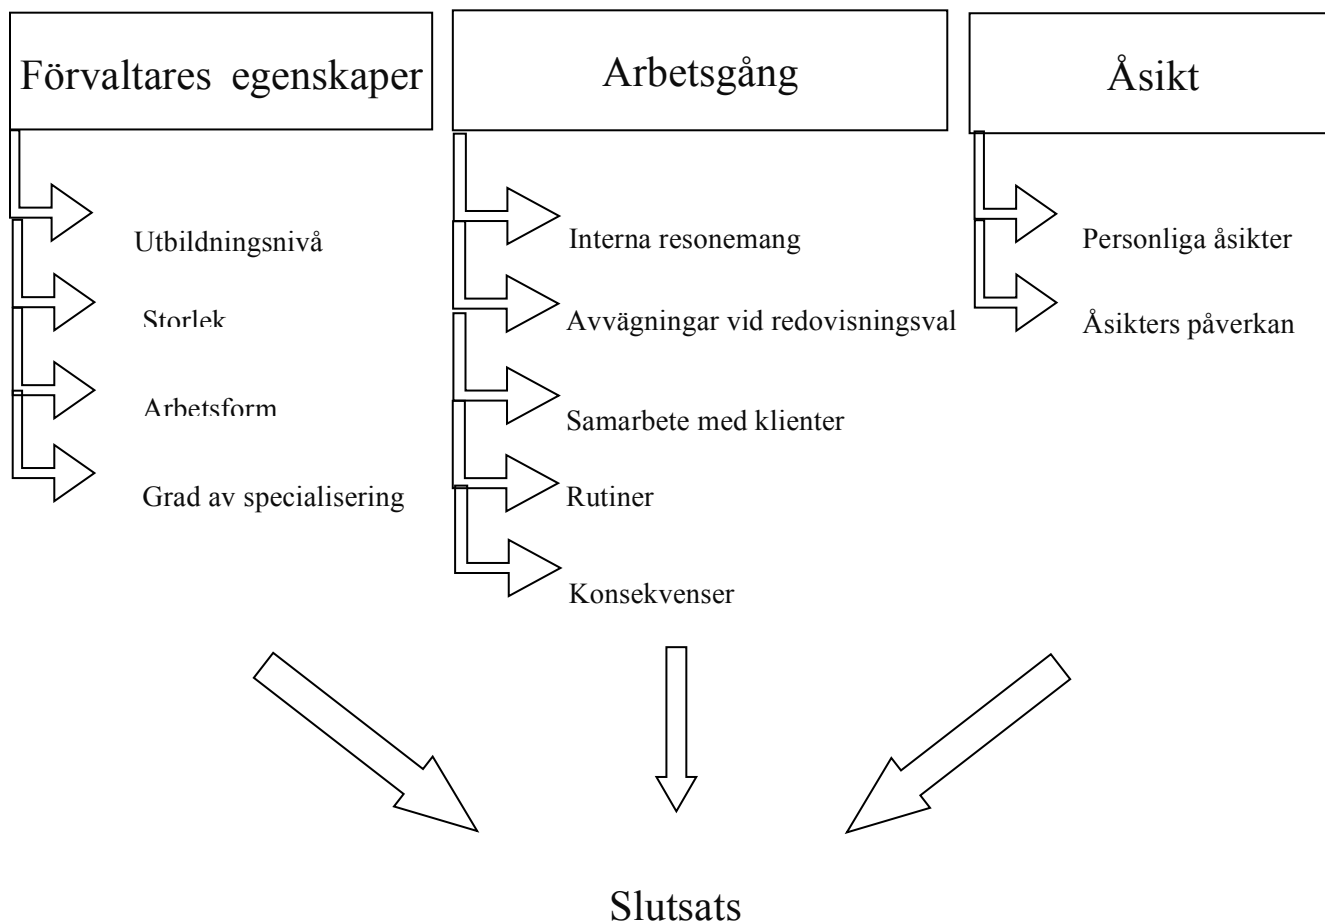 Förvaltares egenskaper
Utbildningsnivå
Storlek
Arbetsform
Grad av specialisering
Arbetsgång
Interna resonemang
Avvägningar vid redovisningsval
Samarbete med klienter
Rutiner
Konsekvenser
Åsikt
Personliga åsikter
Åsikters påverkan
Slutsats